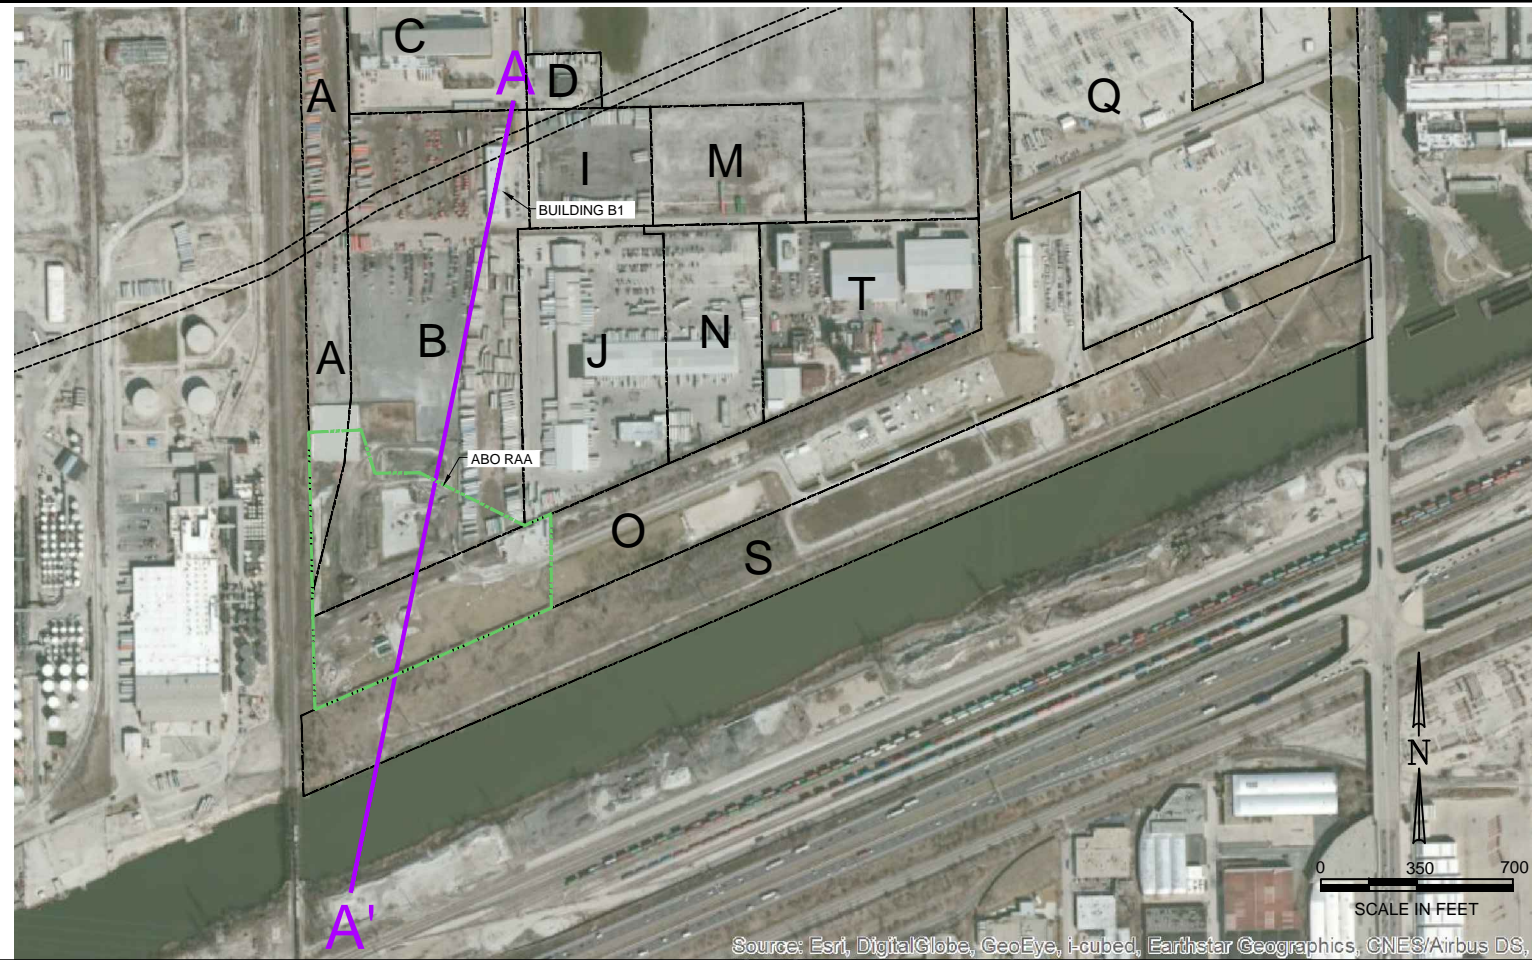 C
A
D
A
Q
M
I
BUILDING B1
T
N
B
J
A
ABO RAA
O
S
N
0 350 700
SCALE IN FEET
A'
Source: Esri, DigitalGlobe, GeoEye, i-cubed, Earthstar Geographics, CNES/Airbus DS,